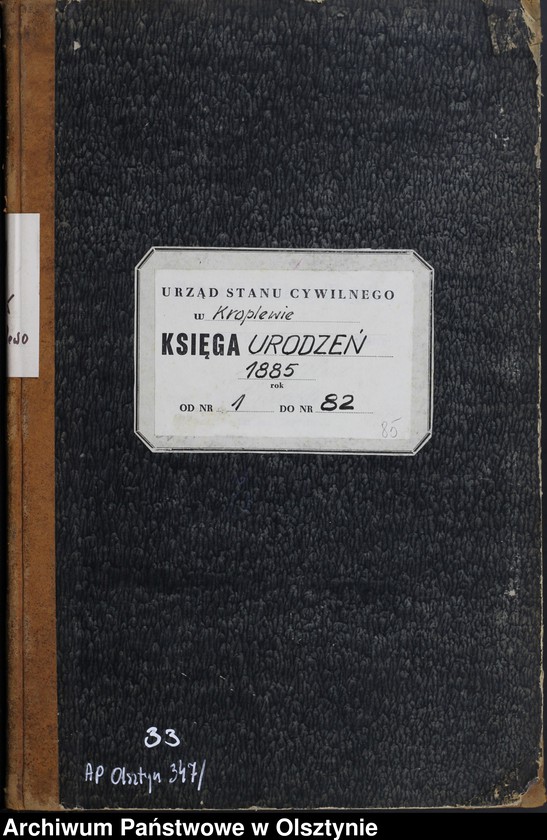 URZĄD STANU CYWILNEGO
w Kroplewie
KSIĘGA URODZEŃ
1885
rok
OD NR 1 DO NR 82
85
33
AP Olsztyn 347/
Archiwum Państwowe w Olsztynie